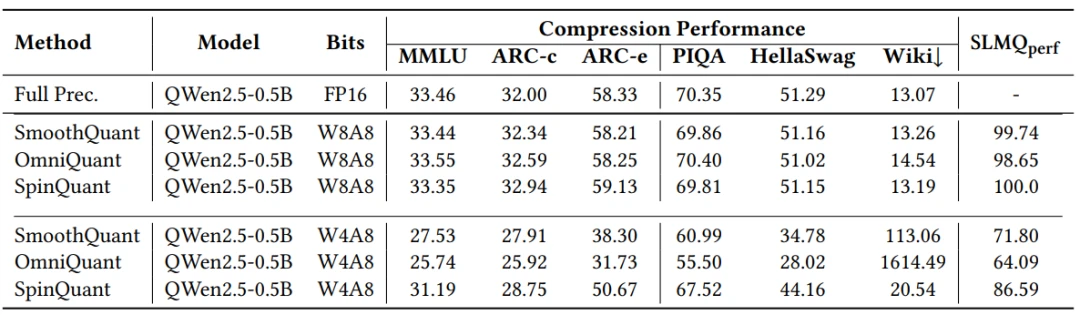 Method Model Bits Compression Performance SLMQperf
MMLU ARC-c ARC-e PIQA HellaSwag Wiki↓
Full Prec. QWen2.5-0.5B FP16 33.46 32.00 58.33 70.35 51.29 13.07 -
SmoothQuant QWen2.5-0.5B W8A8 33.44 32.34 58.21 69.86 51.16 13.26 99.74
OmniQuant QWen2.5-0.5B W8A8 33.55 32.59 58.25 70.40 51.02 14.54 98.65
SpinQuant QWen2.5-0.5B W8A8 33.35 32.94 59.13 69.81 51.15 13.19 100.0
SmoothQuant QWen2.5-0.5B W4A8 27.53 27.91 38.30 60.99 34.78 113.06 71.80
OmniQuant QWen2.5-0.5B W4A8 25.74 25.92 31.73 55.50 28.02 1614.49 64.09
SpinQuant QWen2.5-0.5B W4A8 31.19 28.75 50.67 67.52 44.16 20.54 86.59